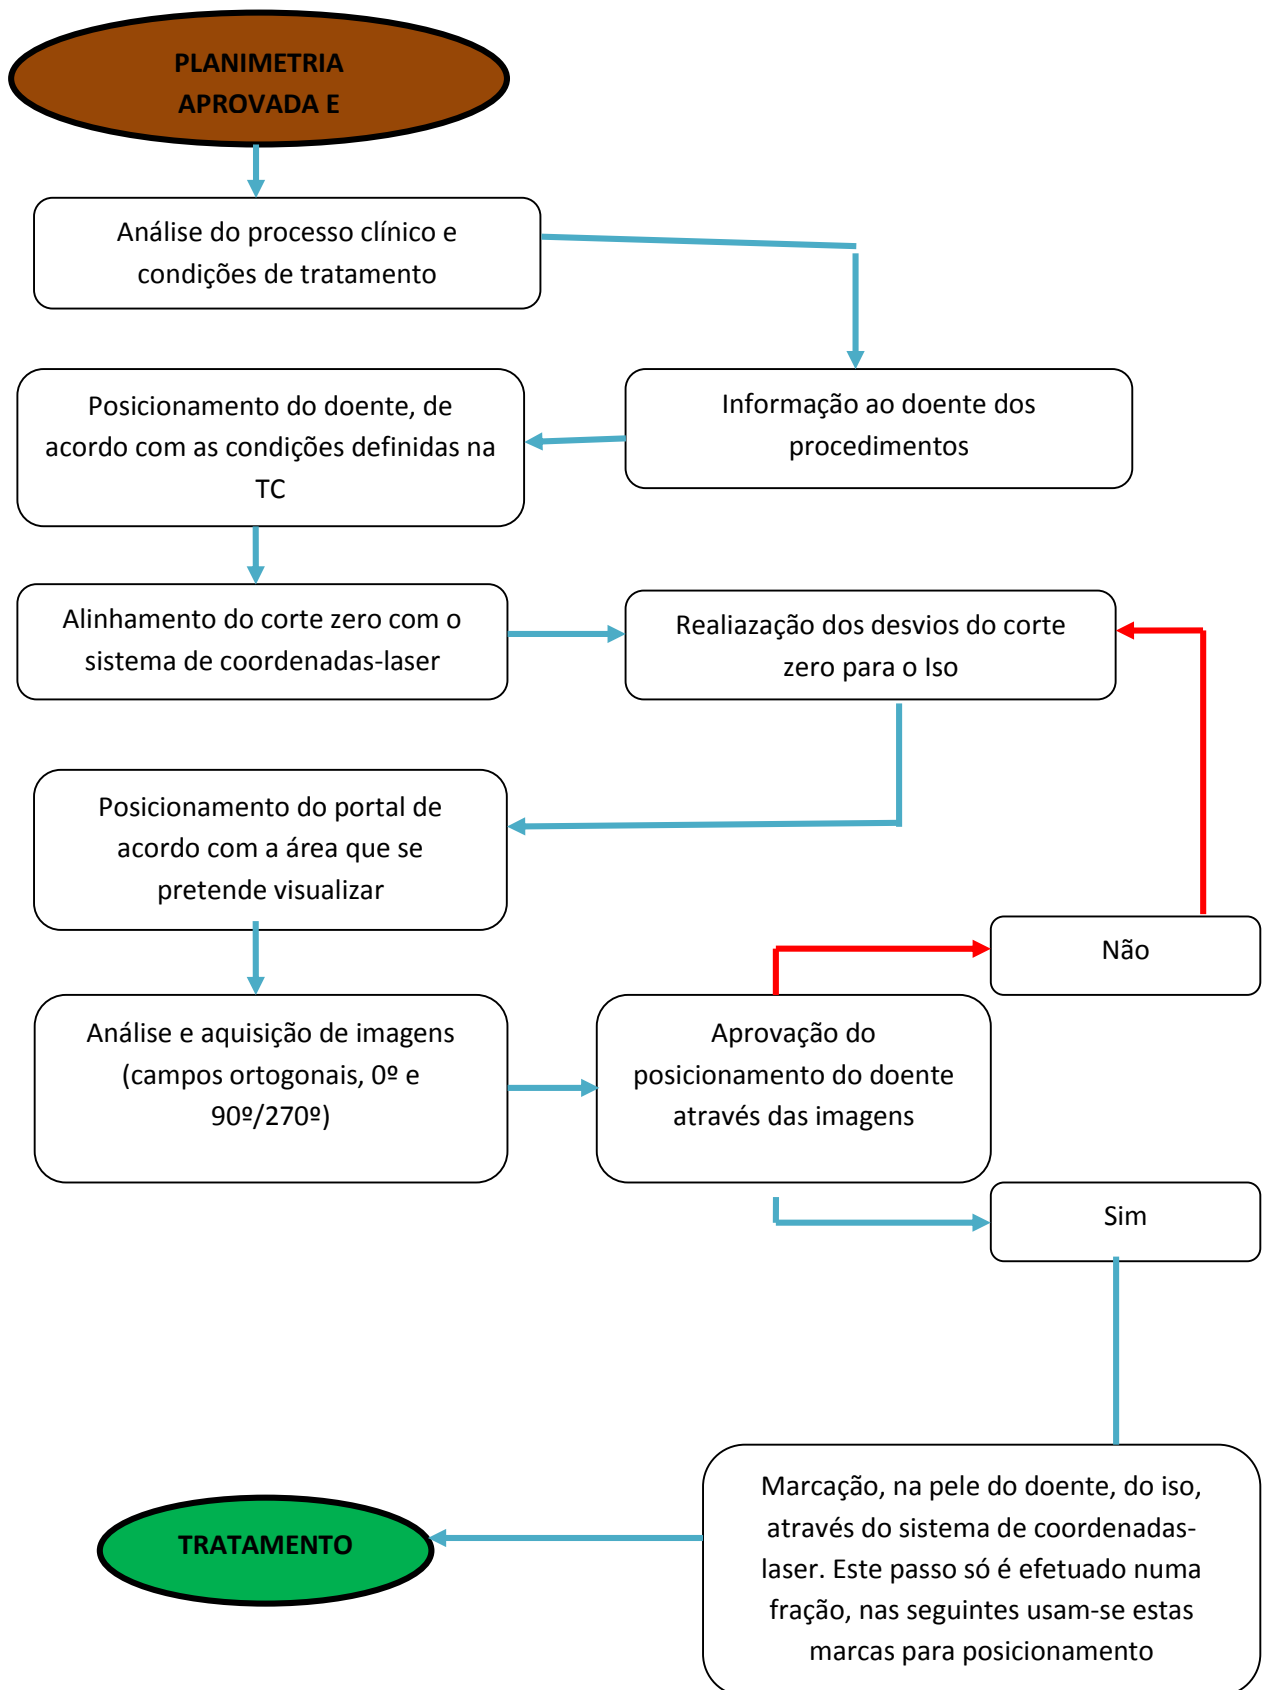 PLANIMETRIA
APROVADA E
Análise do processo clínico e
condições de tratamento
Informação ao doente dos
procedimentos
Posicionamento do doente, de
acordo com as condições definidas na
TC
Alinhamento do corte zero com o
sistema de coordenadas-laser
Realiazação dos desvios do corte
zero para o Iso
Posicionamento do portal de
acordo com a área que se
pretende visualizar
Análise e aquisição de imagens
(campos ortogonais, 0º e
90º/270º)
Aprovação do
posicionamento do doente
através das imagens
Não
Sim
Marcação, na pele do doente, do iso,
através do sistema de coordenadas-
laser. Este passo só é efetuado numa
fração, nas seguintes usam-se estas
marcas para posicionamento
TRATAMENTO